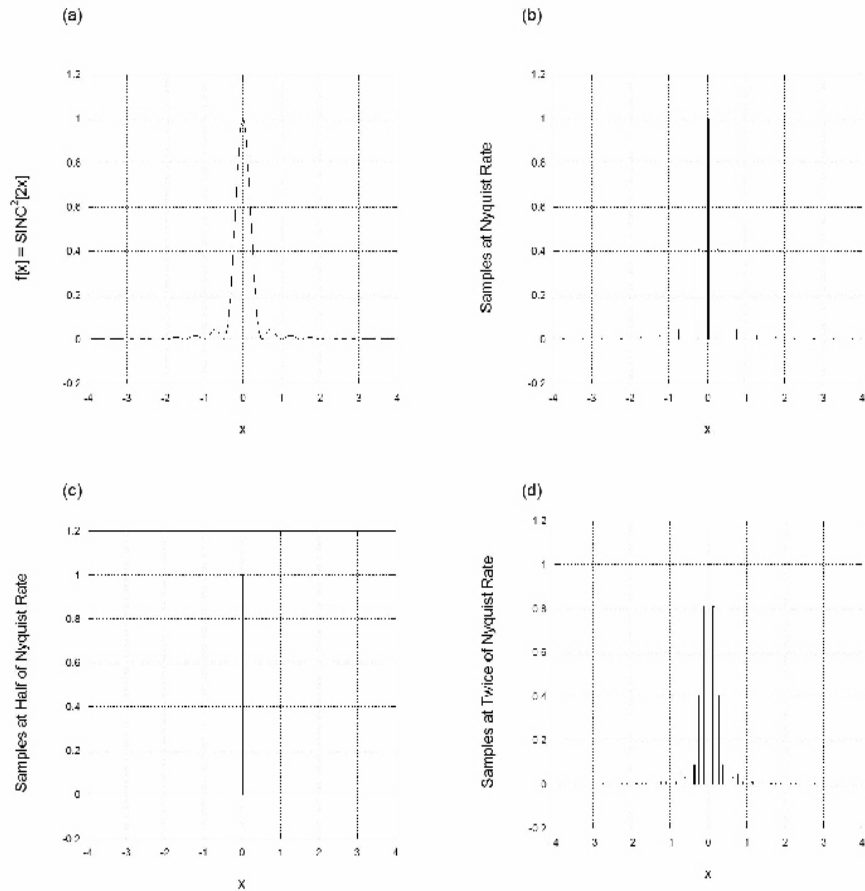 (a)
1.2
1
0.8
0.6
0.4
0.2
0
-0.2
-4 -3 -2 -1 0 1 2 3 4
x
f[x] = SINC²[2x]
(b)
1.2
1
0.8
0.6
0.4
0.2
0
-0.2
-4 -3 -2 -1 0 1 2 3 4
x
Samples at Nyquist Rate
(c)
1.2
1
0.8
0.6
0.4
0.2
0
-0.2
-4 -3 -2 -1 0 1 2 3 4
x
Samples at Half of Nyquist Rate
(d)
1.2
1
0.8
0.6
0.4
0.2
0
-0.2
-4 -3 -2 -1 0 1 2 3 4
x
Samples at Twice of Nyquist Rate